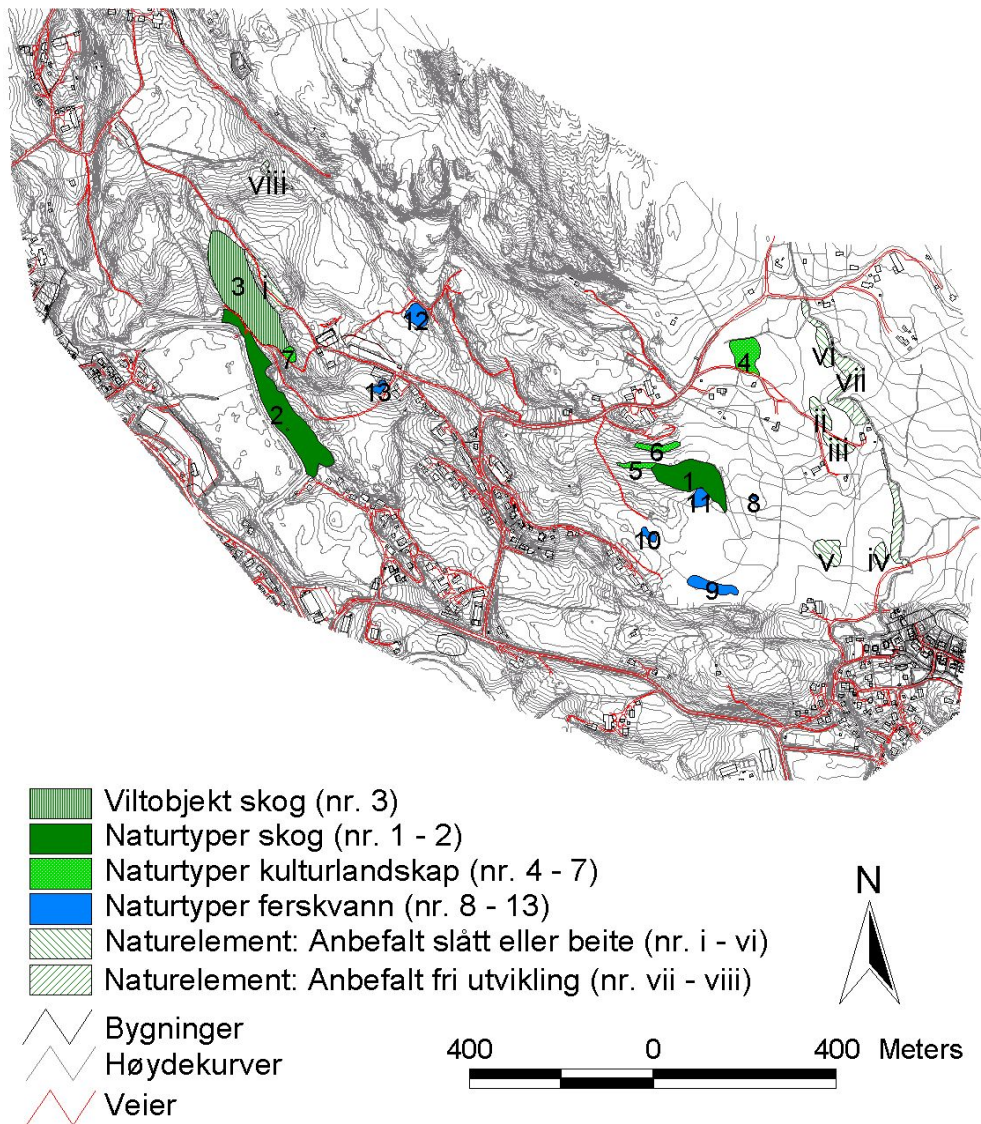 viii
3
i
12
7
13
2
4
vi
vii
ii
iii
6
5
1
11
8
10
v
iv
9
Viltobjekt skog (nr. 3)
Naturtyper skog (nr. 1 - 2)
Naturtyper kulturlandskap (nr. 4 - 7)
Naturtyper ferskvann (nr. 8 - 13)
Naturelement: Anbefalt slått eller beite (nr. i - vi)
Naturelement: Anbefalt fri utvikling (nr. vii - viii)
Bygninger
Høydekurver
Veier
N
400 0 400 Meters